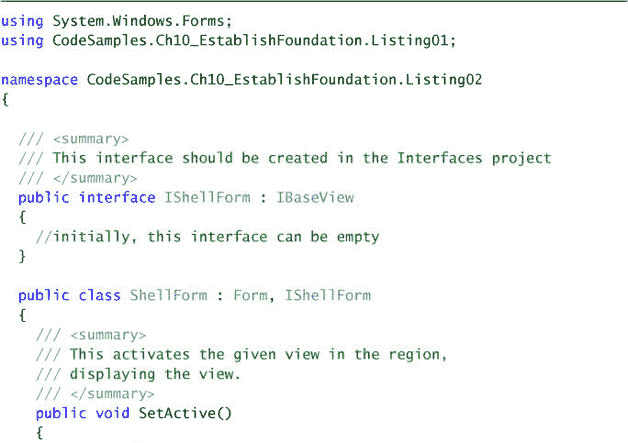 using System.Windows.Forms;
using CodeSamples.Ch10_EstablishFoundation.Listing01;
namespace CodeSamples.Ch10_EstablishFoundation.Listing02
{
/// <summary>
/// This interface should be created in the Interfaces project
/// </summary>
public interface IShellForm : IBaseView
{
//initially, this interface can be empty
}
public class ShellForm : Form, IShellForm
{
/// <summary>
/// This activates the given view in the region,
/// displaying the view.
/// </summary>
public void SetActive()
{